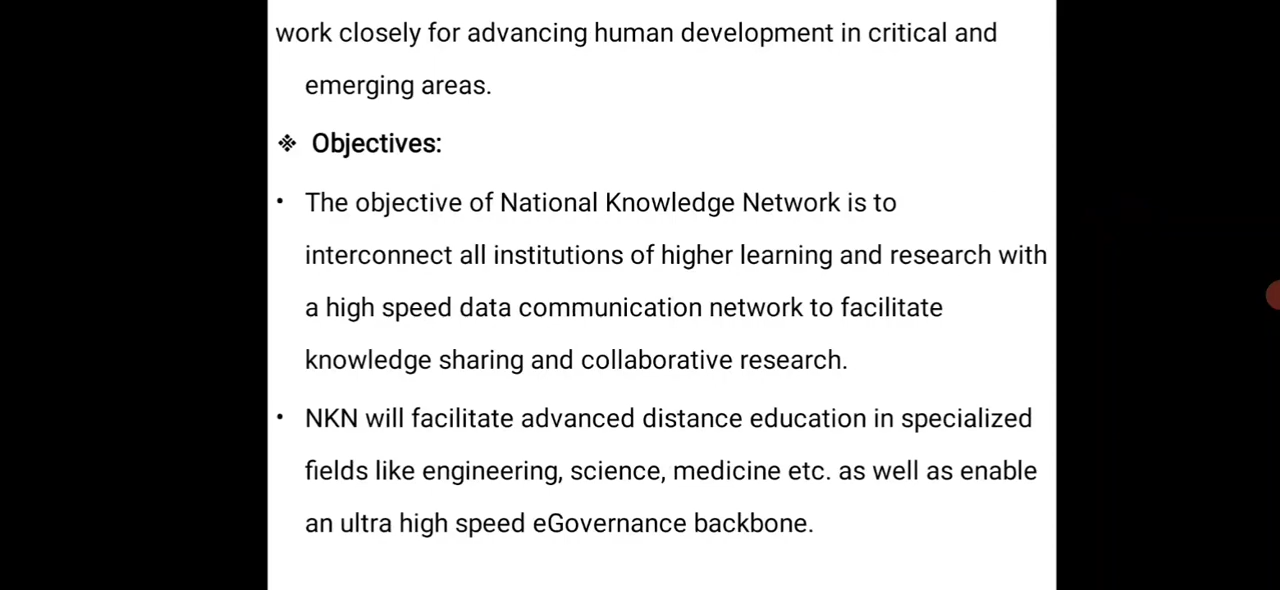 work closely for advancing human development in critical and
emerging areas.
❖ Objectives:
• The objective of National Knowledge Network is to
interconnect all institutions of higher learning and research with
a high speed data communication network to facilitate
knowledge sharing and collaborative research.
• NKN will facilitate advanced distance education in specialized
fields like engineering, science, medicine etc. as well as enable
an ultra high speed eGovernance backbone.